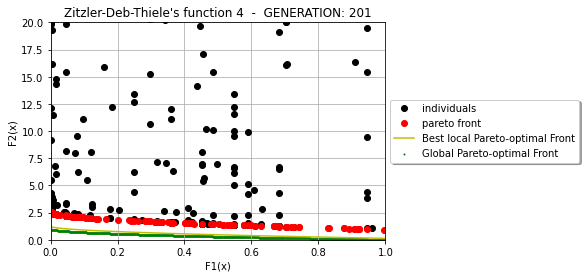 Zitzler-Deb-Thiele's function 4 - GENERATION: 201
20.0
17.5
15.0
12.5
10.0
7.5
5.0
2.5
0.0
F2(x)
0.0 0.2 0.4 0.6 0.8 1.0
F1(x)
individuals
pareto front
Best local Pareto-optimal Front
Global Pareto-optimal Front